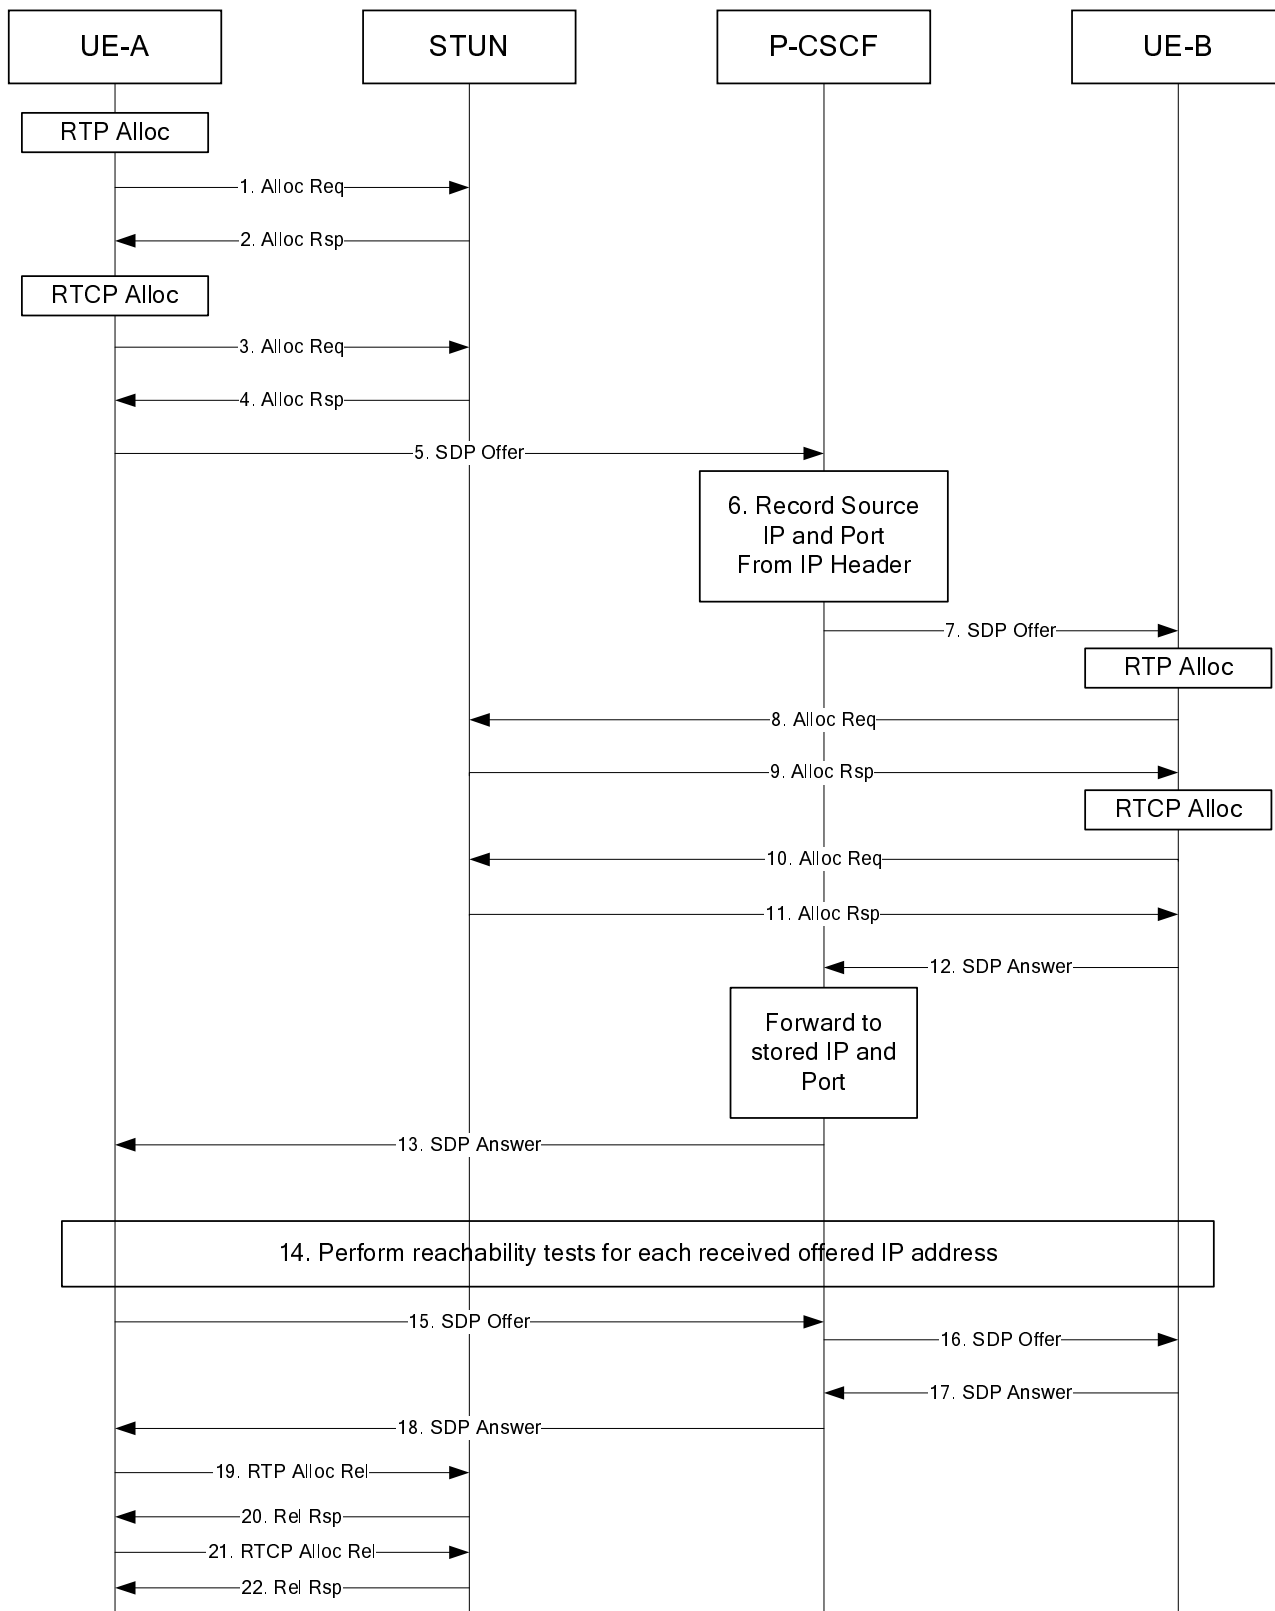 UE-A
STUN
P-CSCF
UE-B
RTP Alloc
1. Alloc Req
2. Alloc Rsp
RTCP Alloc
3. Alloc Req
4. Alloc Rsp
5. SDP Offer
6. Record Source
IP and Port
From IP Header
7. SDP Offer
RTP Alloc
8. Alloc Req
9. Alloc Rsp
RTCP Alloc
10. Alloc Req
11. Alloc Rsp
12. SDP Answer
Forward to
stored IP and
Port
13. SDP Answer
14. Perform reachability tests for each received offered IP address
15. SDP Offer
16. SDP Offer
17. SDP Answer
18. SDP Answer
19. RTP Alloc Rel
20. Rel Rsp
21. RTCP Alloc Rel
22. Rel Rsp